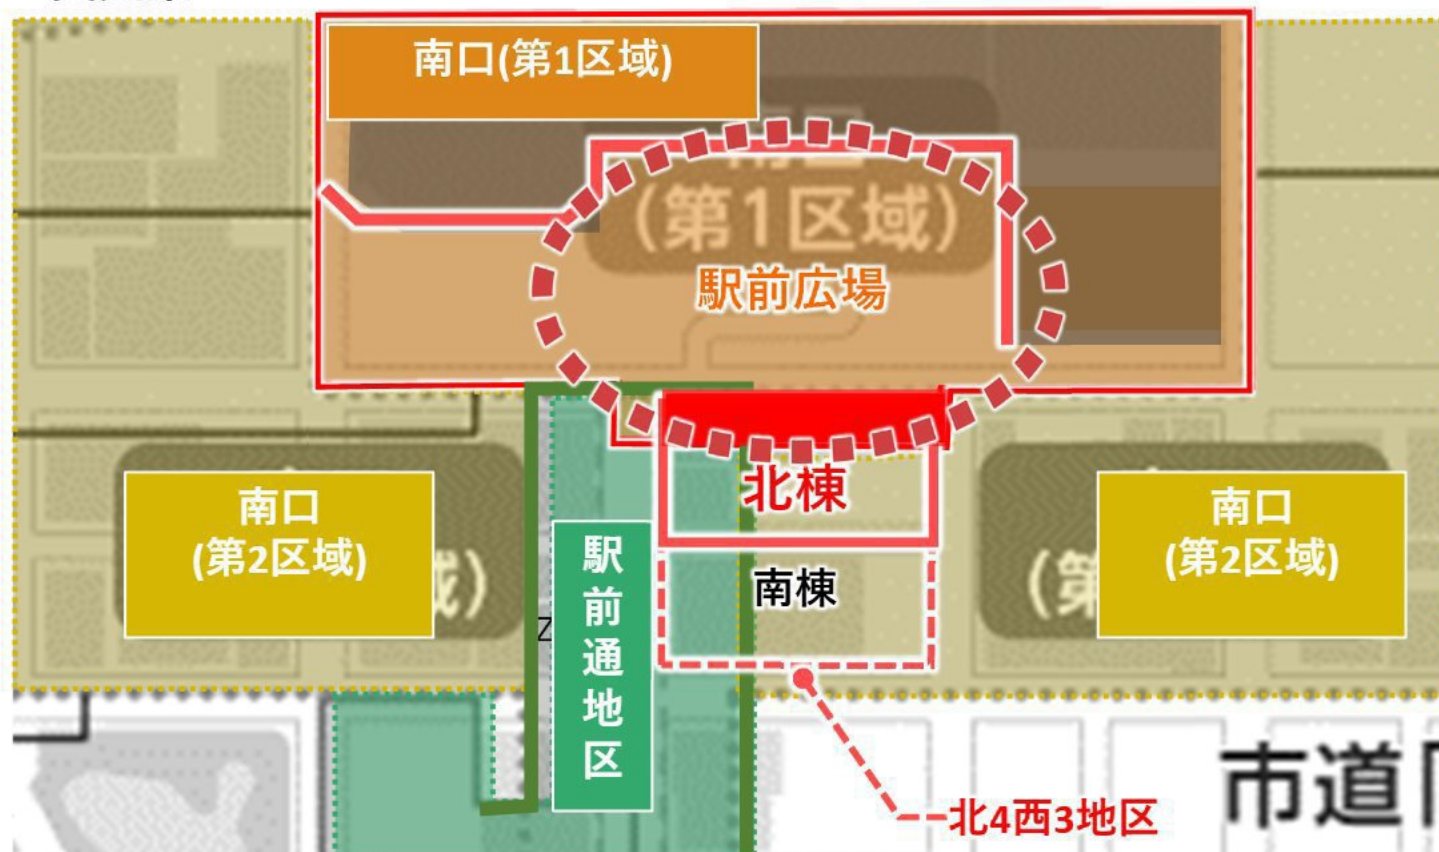 南口(第1区域)
(第1区域)
駅前広場
北棟
南口
(第2区域)
域)
駅前通地区
南棟
南口
(第2区域)
(第
北4西3地区
市道